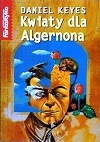 DANIEL KEYES
Kwiaty dla
Algernona